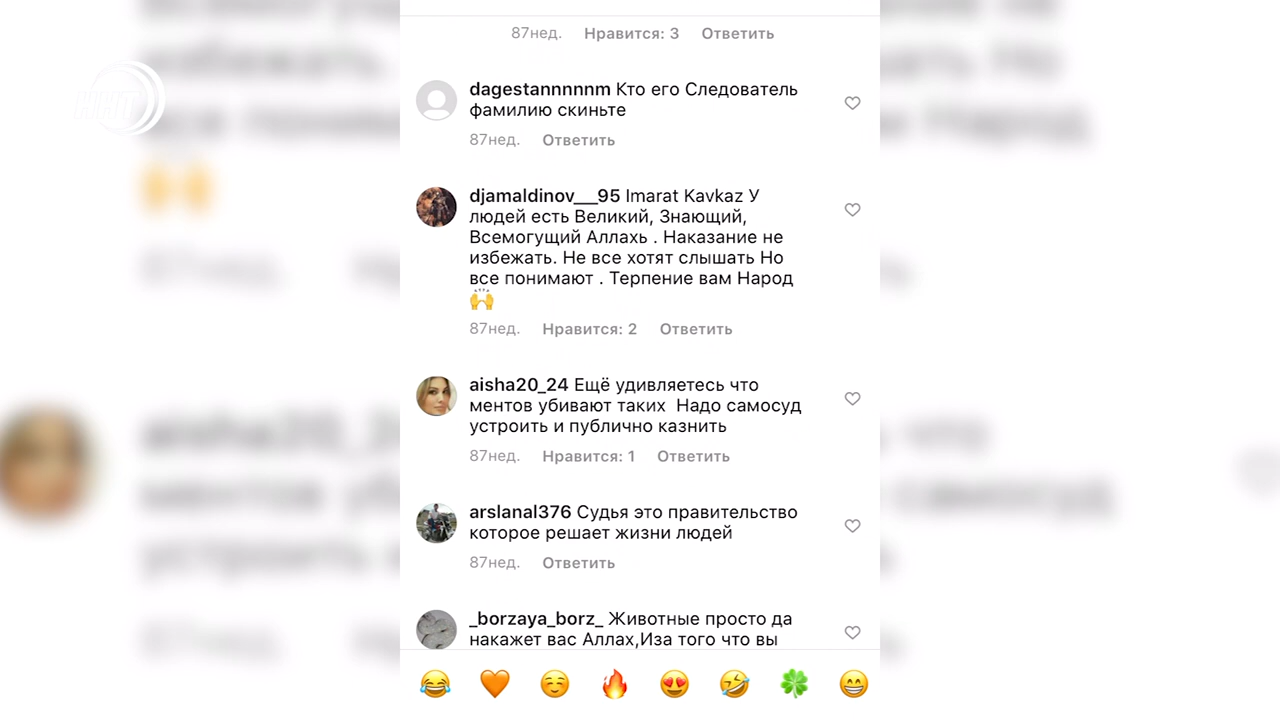 87нед. Нравится: 3 Ответить
ННТ
dagestannnnnm Кто его Следователь
фамилию скиньте
87нед. Ответить
djamaldinov___95 Imarat Kavkaz У
людей есть Великий, Знающий,
Всемогущий Аллахь . Наказание не
избежать. Не все хотят слышать Но
все понимают . Терпение вам Народ
🙌
87нед. Нравится: 2 Ответить
aisha20_24 Ещё удивляетесь что
ментов убивают таких Надо самосуд
устроить и публично казнить
87нед. Нравится: 1 Ответить
arslanal376 Судья это правительство
которое решает жизни людей
87нед. Ответить
_borzaya_borz_ Животные просто да
накажет вас Аллах,Иза того что вы
😂 🧡 ☺️ 🔥 😍 🤣 🍀 😁